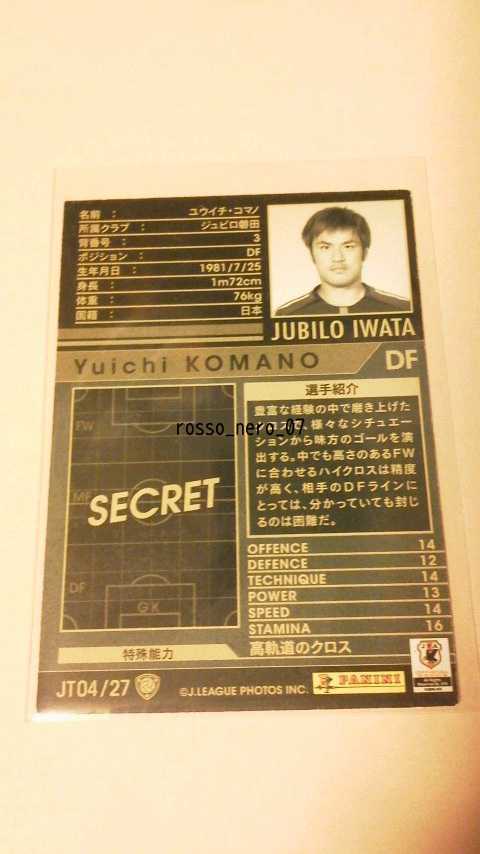 名前 : ユウイチ・コマノ
所属クラブ : ジュビロ磐田
背番号 : 3
ポジション : DF
生年月日 : 1981/7/25
身長 : 1m72cm
体重 : 76kg
国籍 : 日本
JUBILO IWATA
Yuichi KOMANO DF
選手紹介
豊富な経験の中で磨き上げた
様々なシチュエ
ーションから味方のゴールを演
出する。中でも高さのあるFW
に合わせるハイクロスは精度
が高く、相手のDFラインに
とっては、分かっていても封じ
るのは困難だ。
rosso_nero_07
FW
MF
SECRET
DF
GK
OFFENCE 14
DEFENCE 12
TECHNIQUE 14
POWER 13
SPEED 14
STAMINA 16
特殊能力 高軌道のクロス
JT04/27
©J.LEAGUE PHOTOS INC.
PANINI